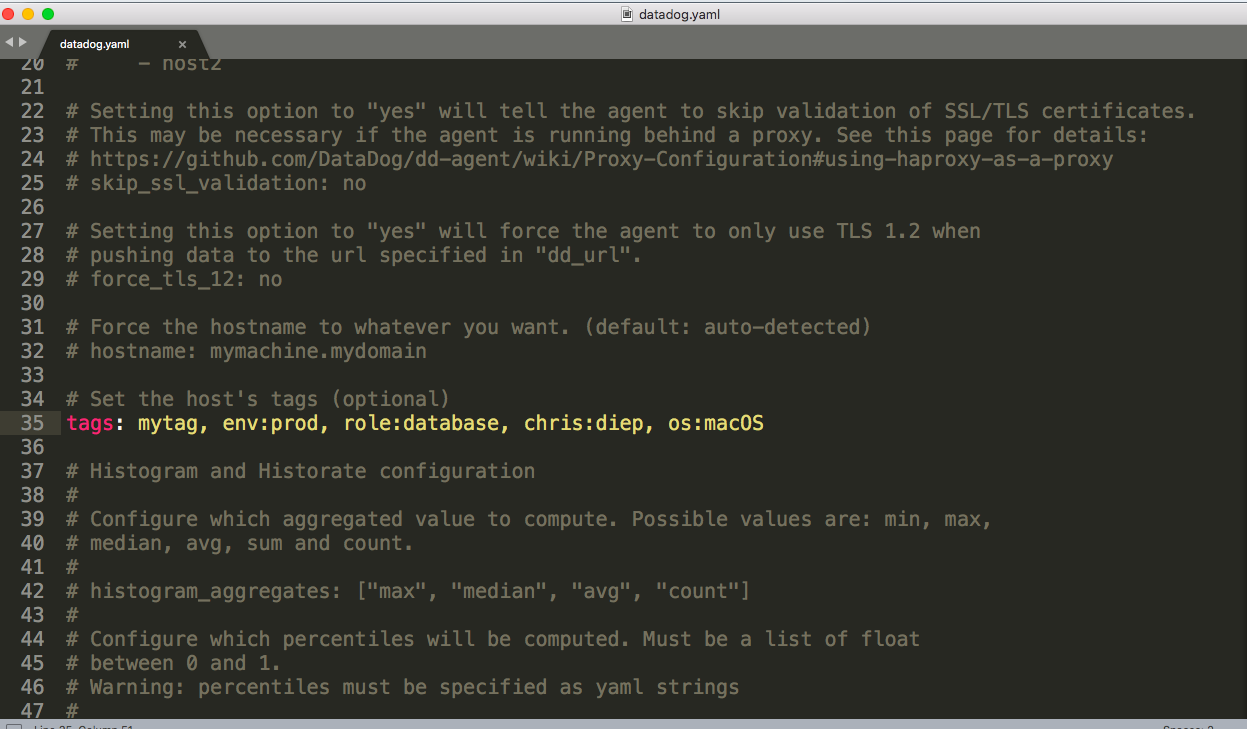 datadog.yaml
datadog.yaml ×
20 #     - host2
21
22 # Setting this option to "yes" will tell the agent to skip validation of SSL/TLS certificates.
23 # This may be necessary if the agent is running behind a proxy. See this page for details:
24 # https://github.com/DataDog/dd-agent/wiki/Proxy-Configuration#using-haproxy-as-a-proxy
25 # skip_ssl_validation: no
26
27 # Setting this option to "yes" will force the agent to only use TLS 1.2 when
28 # pushing data to the url specified in "dd_url".
29 # force_tls_12: no
30
31 # Force the hostname to whatever you want. (default: auto-detected)
32 # hostname: mymachine.mydomain
33
34 # Set the host's tags (optional)
35 tags: mytag, env:prod, role:database, chris:diep, os:macOS
36
37 # Histogram and Historate configuration
38 #
39 # Configure which aggregated value to compute. Possible values are: min, max,
40 # median, avg, sum and count.
41 #
42 # histogram_aggregates: ["max", "median", "avg", "count"]
43 #
44 # Configure which percentiles will be computed. Must be a list of float
45 # between 0 and 1.
46 # Warning: percentiles must be specified as yaml strings
47 #
Line 35, Column 51 Spaces: 2